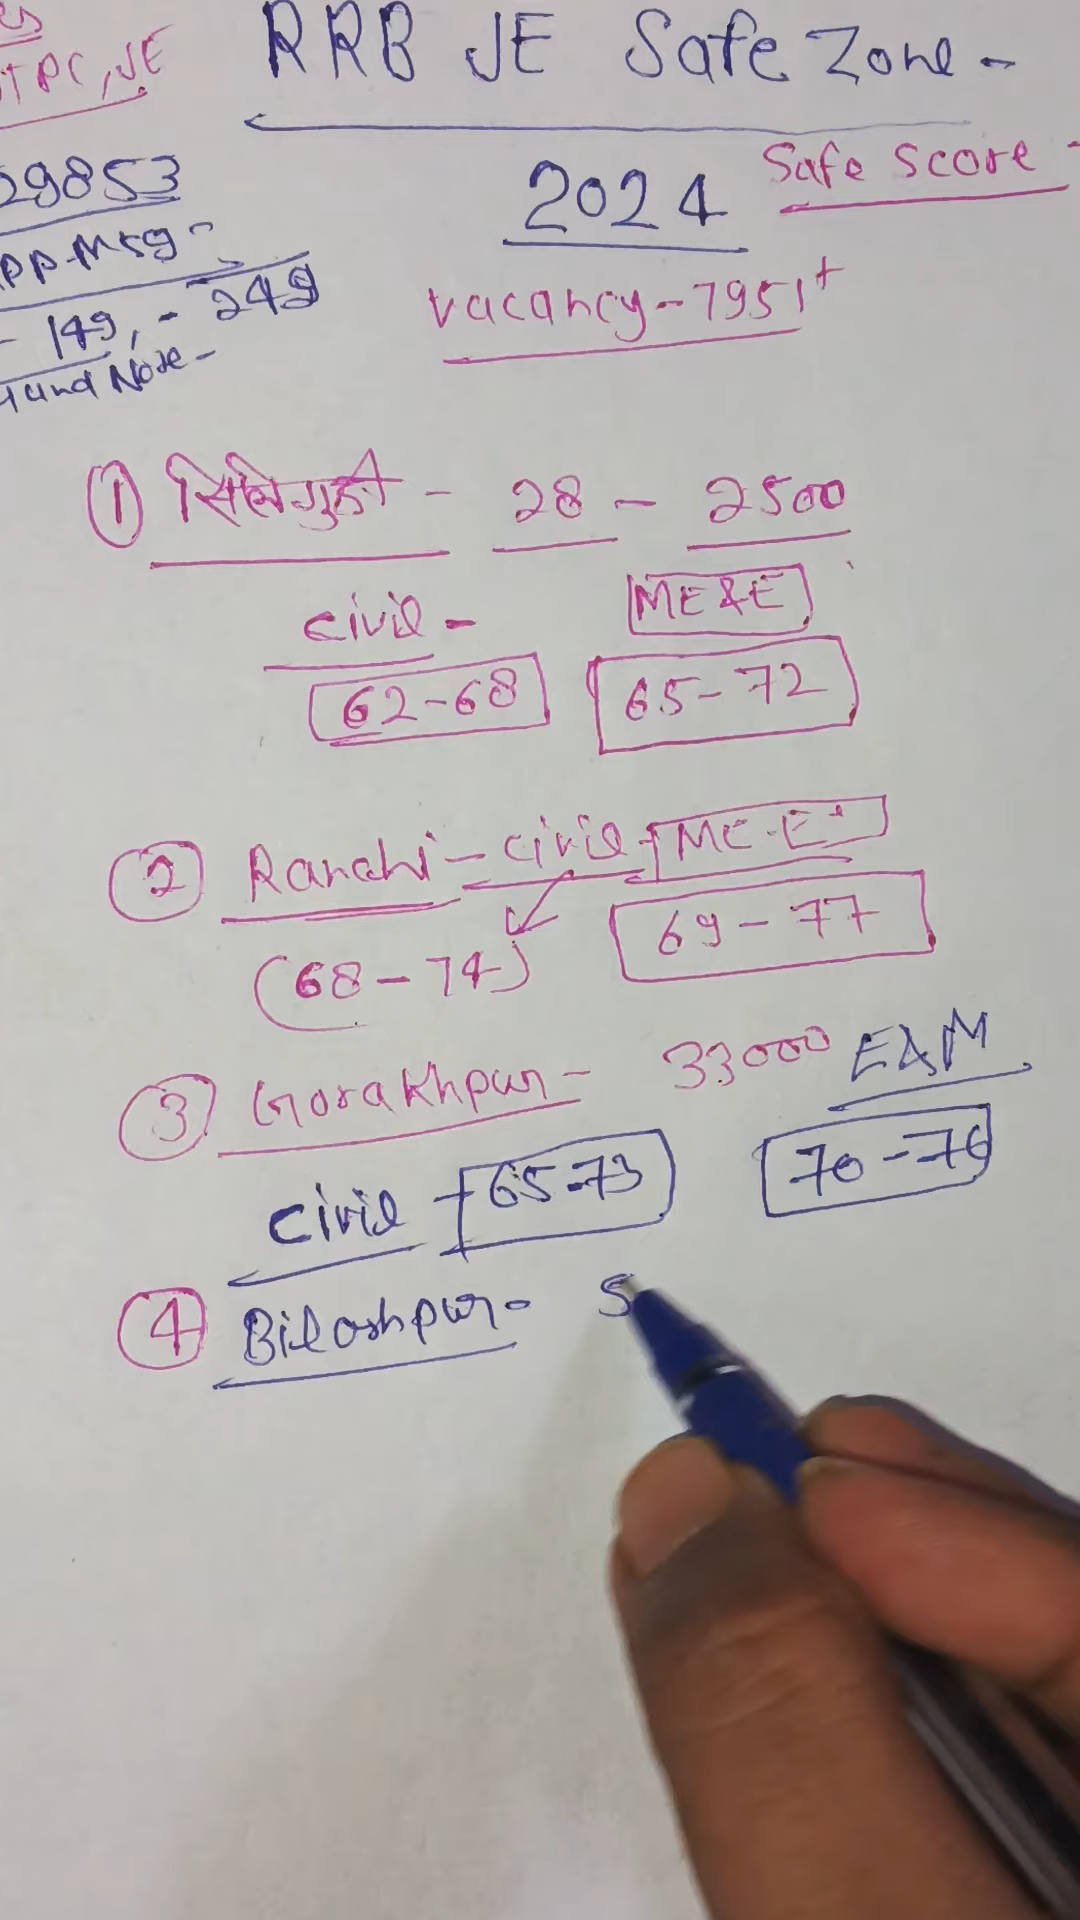 RRB JE Safe Zone -
TPC, JE
29853
2024
Safe Score -
PP Msg -
- 149, - 249
vacancy - 7951+
Hand Note -
① सिलिगुड़ी - 28 - 2500
civil - ME&E
62-68 65-72
② Ranchi - civil - ME-E
(68-74) 69-77
③ Gorakhpur - 33000 E&M
civil - 65-73 70-76
④ Bilashpur - 5